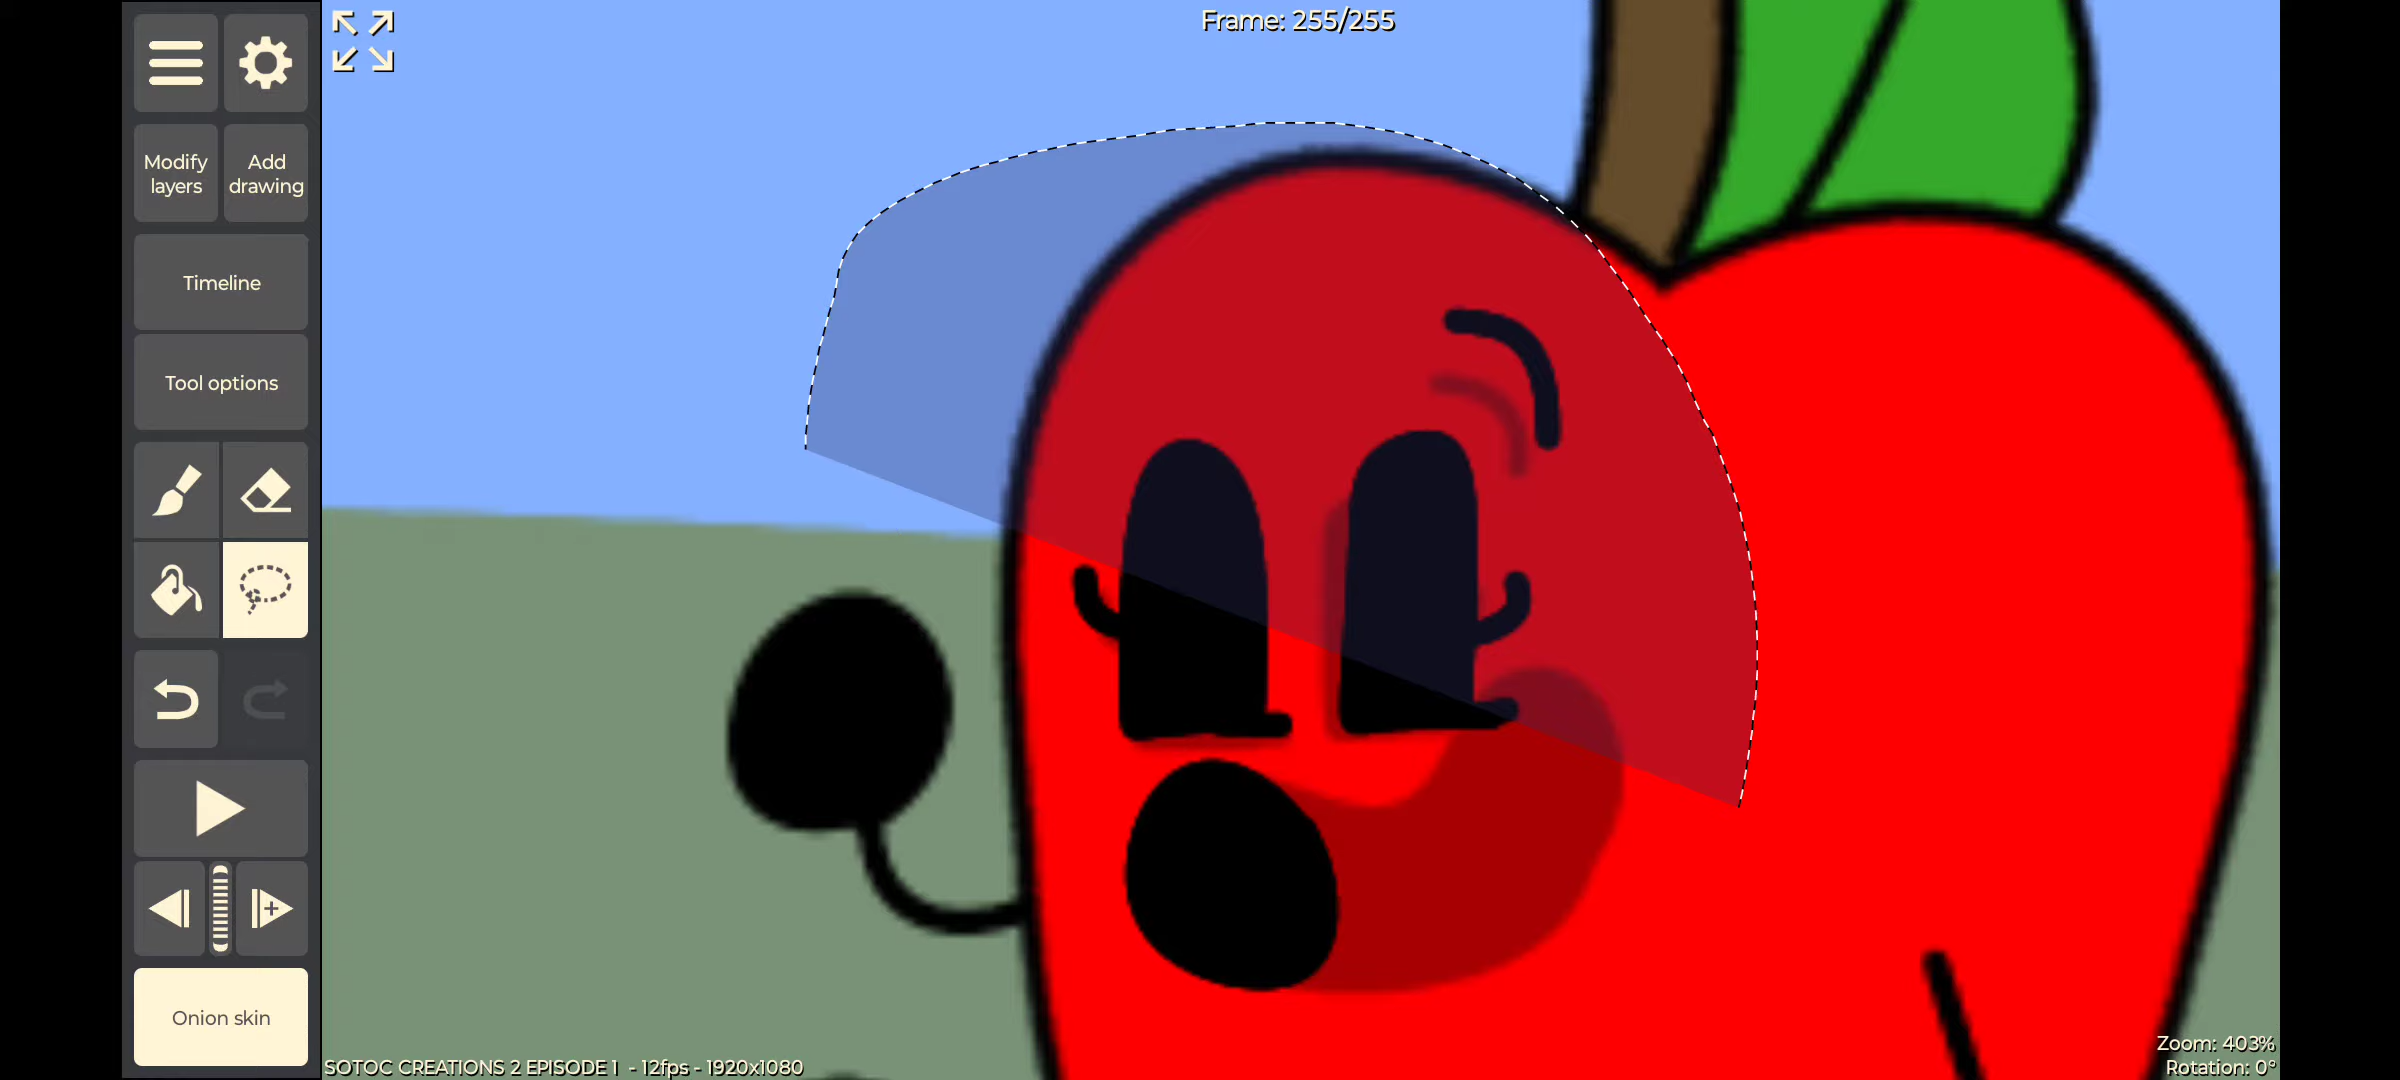 Frame: 255/255
Modify
layers
Add
drawing
Timeline
Tool options
Onion skin
SOTOC CREATIONS 2 EPISODE 1 - 12fps - 1920x1080
Zoom: 403%
Rotation: 0°